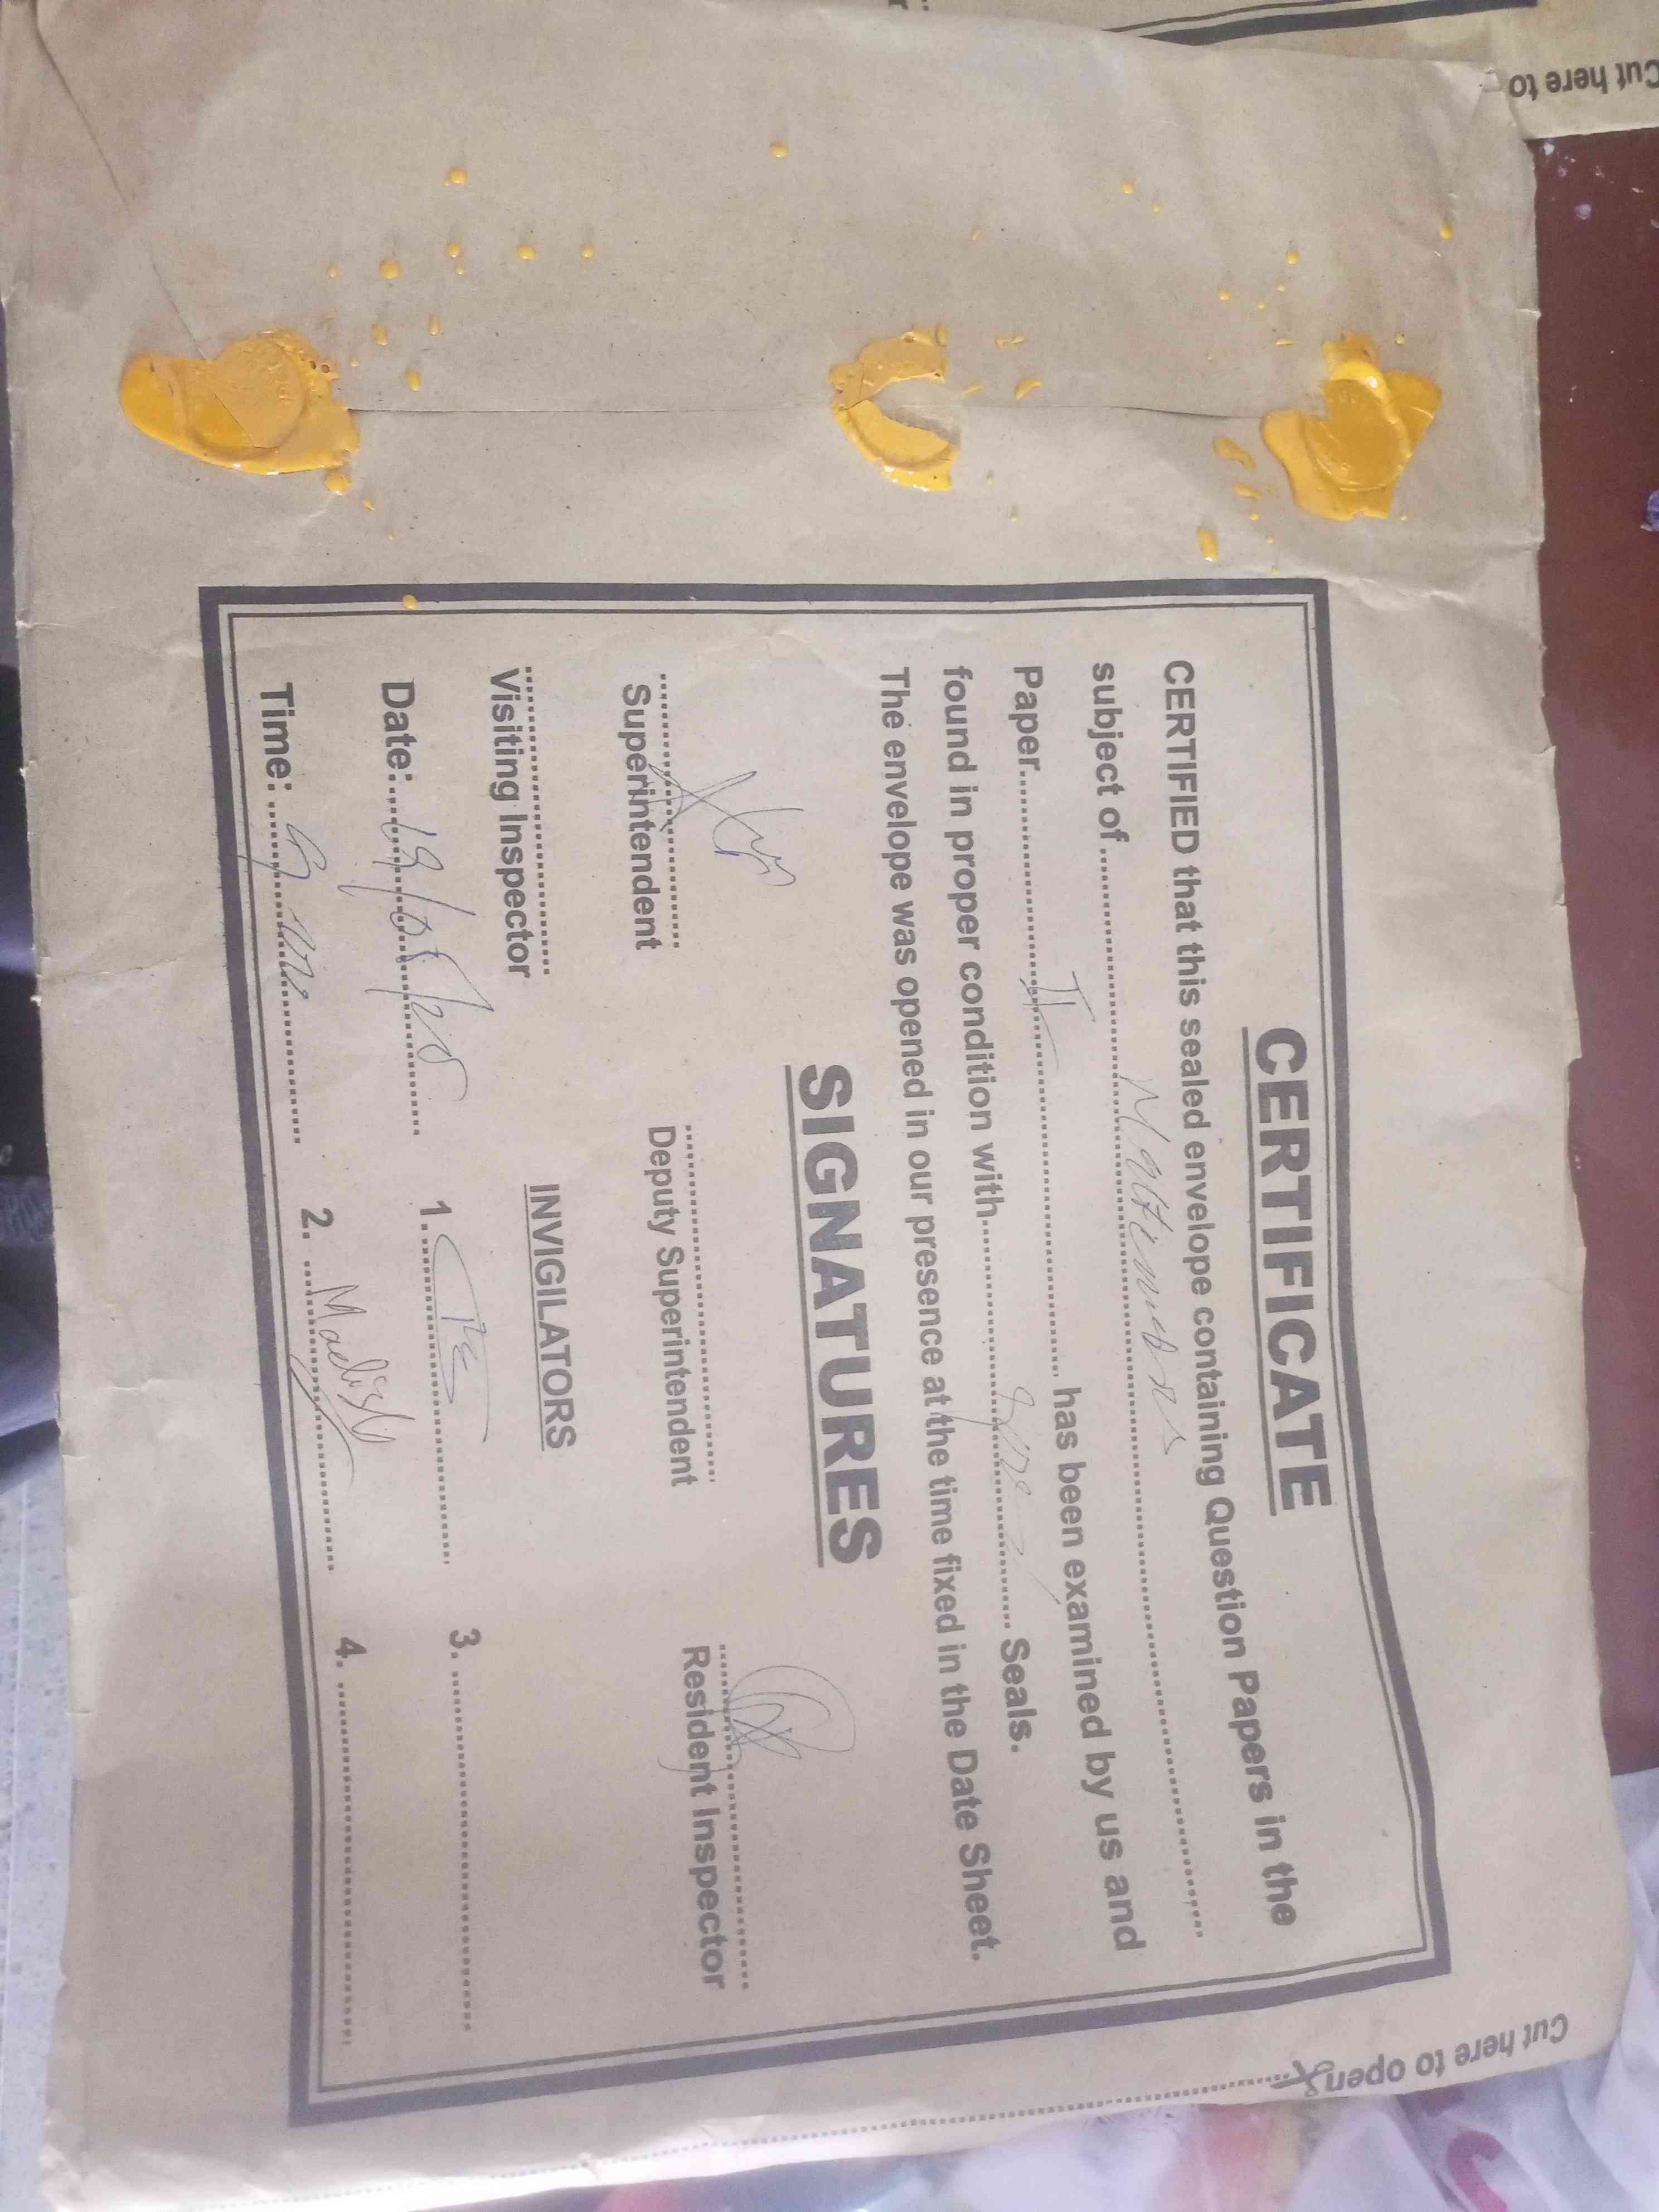 CERTIFICATE
CERTIFIED that this sealed envelope containing Question Papers in the
subject of....................
Paper..........II.......... has been examined by us and
found in proper condition with.................... Seals.
The envelope was opened in our presence at the time fixed in the Date Sheet.
SIGNATURES
Superintendent Deputy Superintendent Resident Inspector
Visiting Inspector
INVIGILATORS
Date:.................... 1. .................... 3. ....................
Time: .................... 2. .................... 4. ....................
Cut here to open
Cut here to